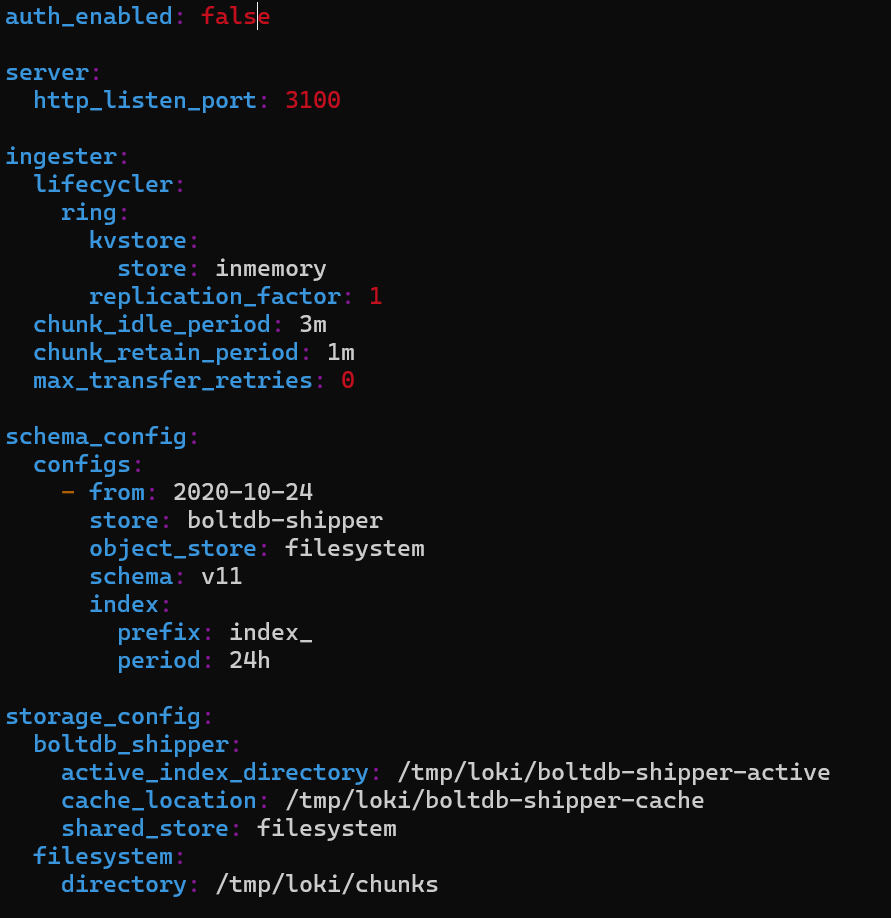 auth_enabled: false

server:
  http_listen_port: 3100

ingester:
  lifecycler:
    ring:
      kvstore:
        store: inmemory
      replication_factor: 1
  chunk_idle_period: 3m
  chunk_retain_period: 1m
  max_transfer_retries: 0

schema_config:
  configs:
    - from: 2020-10-24
      store: boltdb-shipper
      object_store: filesystem
      schema: v11
      index:
        prefix: index_
        period: 24h

storage_config:
  boltdb_shipper:
    active_index_directory: /tmp/loki/boltdb-shipper-active
    cache_location: /tmp/loki/boltdb-shipper-cache
    shared_store: filesystem
  filesystem:
    directory: /tmp/loki/chunks